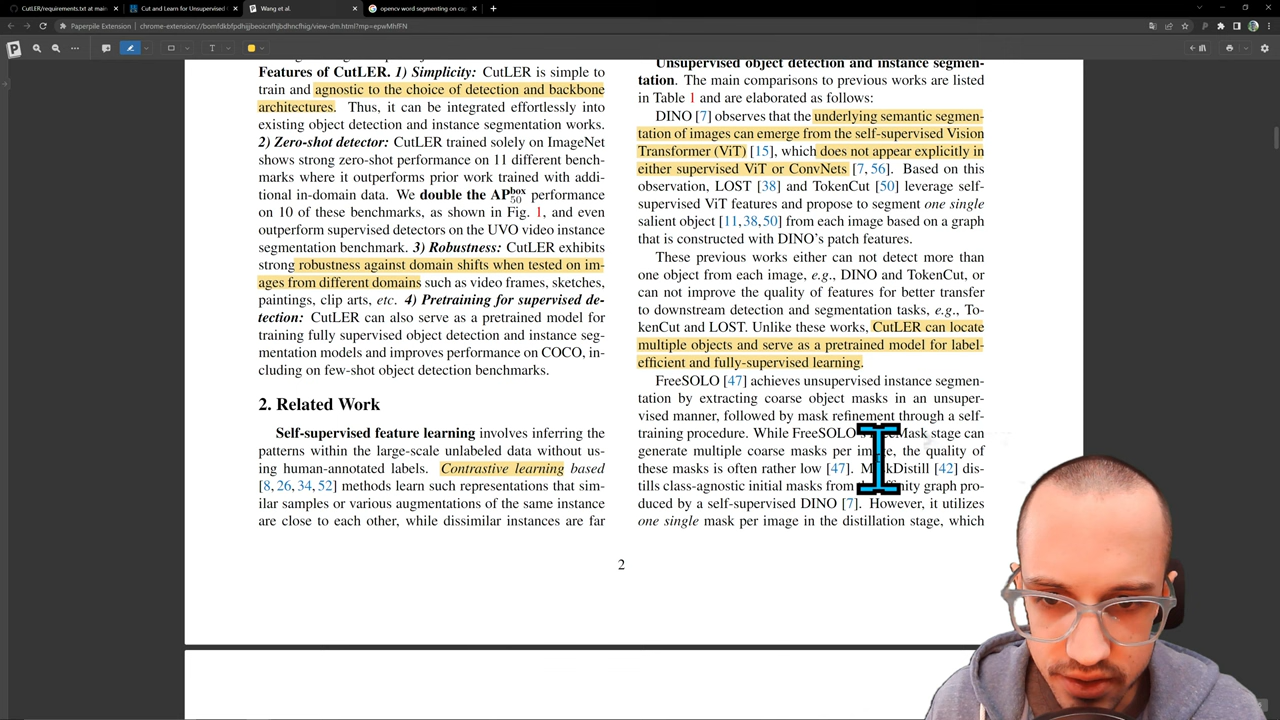 CutLER/requirements.txt at main
Cut and Learn for Unsupervised
Wang et al.
opencv word segmenting on cap
Paperpile Extension
chrome-extension://bomfdkbfpdhijjbeoicnfhjbdhncfhig/view-dm.html?mp=epwMhfFN
Features of CutLER. 1) Simplicity: CutLER is simple to
train and agnostic to the choice of detection and backbone
architectures. Thus, it can be integrated effortlessly into
existing object detection and instance segmentation works.
2) Zero-shot detector: CutLER trained solely on ImageNet
shows strong zero-shot performance on 11 different bench-
marks where it outperforms prior work trained with addi-
tional in-domain data. We double the AP50box performance
on 10 of these benchmarks, as shown in Fig. 1, and even
outperform supervised detectors on the UVO video instance
segmentation benchmark. 3) Robustness: CutLER exhibits
strong robustness against domain shifts when tested on im-
ages from different domains such as video frames, sketches,
paintings, clip arts, etc. 4) Pretraining for supervised de-
tection: CutLER can also serve as a pretrained model for
training fully supervised object detection and instance seg-
mentation models and improves performance on COCO, in-
cluding on few-shot object detection benchmarks.
2. Related Work
Self-supervised feature learning involves inferring the
patterns within the large-scale unlabeled data without us-
ing human-annotated labels. Contrastive learning based
[8,26,34,52] methods learn such representations that sim-
ilar samples or various augmentations of the same instance
are close to each other, while dissimilar instances are far
Unsupervised object detection and instance segmen-
tation. The main comparisons to previous works are listed
in Table 1 and are elaborated as follows:
DINO [7] observes that the underlying semantic segmen-
tation of images can emerge from the self-supervised Vision
Transformer (ViT) [15], which does not appear explicitly in
either supervised ViT or ConvNets [7, 56]. Based on this
observation, LOST [38] and TokenCut [50] leverage self-
supervised ViT features and propose to segment one single
salient object [11,38,50] from each image based on a graph
that is constructed with DINO's patch features.
These previous works either can not detect more than
one object from each image, e.g., DINO and TokenCut, or
can not improve the quality of features for better transfer
to downstream detection and segmentation tasks, e.g., To-
kenCut and LOST. Unlike these works, CutLER can locate
multiple objects and serve as a pretrained model for label-
efficient and fully-supervised learning.
FreeSOLO [47] achieves unsupervised instance segmen-
tation by extracting coarse object masks in an unsuper-
vised manner, followed by mask refinement through a self-
training procedure. While FreeSOLO's FreeMask stage can
generate multiple coarse masks per image, the quality of
these masks is often rather low [47]. MaskDistill [42] dis-
tills class-agnostic initial masks from affinity graph pro-
duced by a self-supervised DINO [7]. However, it utilizes
one single mask per image in the distillation stage, which
2